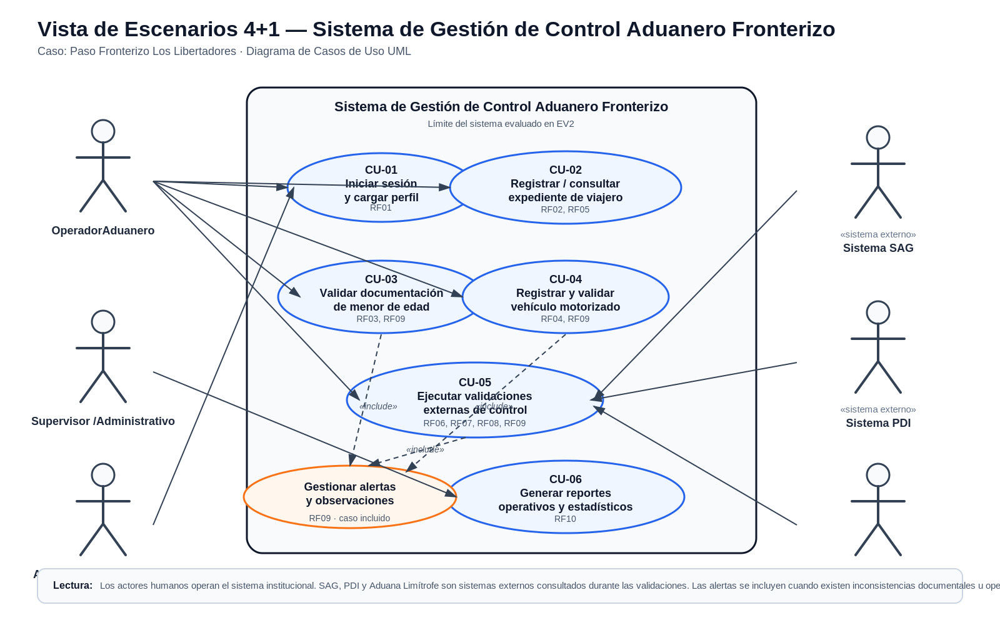 Vista de Escenarios 4+1 — Sistema de Gestión de Control Aduanero Fronterizo
Caso: Paso Fronterizo Los Libertadores · Diagrama de Casos de Uso UML
Sistema de Gestión de Control Aduanero Fronterizo
Límite del sistema evaluado en EV2
CU-01
Iniciar sesión
y cargar perfil
RF01
CU-02
Registrar / consultar
expediente de viajero
RF02, RF05
OperadorAduanero
«sistema externo»
Sistema SAG
CU-03
Validar documentación
de menor de edad
RF03, RF09
CU-04
Registrar y validar
vehículo motorizado
RF04, RF09
CU-05
Ejecutar validaciones
externas de control
RF06, RF07, RF08, RF09
«include»
«include»
«include»
Supervisor /Administrativo
«sistema externo»
Sistema PDI
Gestionar alertas
y observaciones
RF09 · caso incluido
CU-06
Generar reportes
operativos y estadísticos
RF10
Lectura: Los actores humanos operan el sistema institucional. SAG, PDI y Aduana Limítrofe son sistemas externos consultados durante las validaciones. Las alertas se incluyen cuando existen inconsistencias documentales u ope